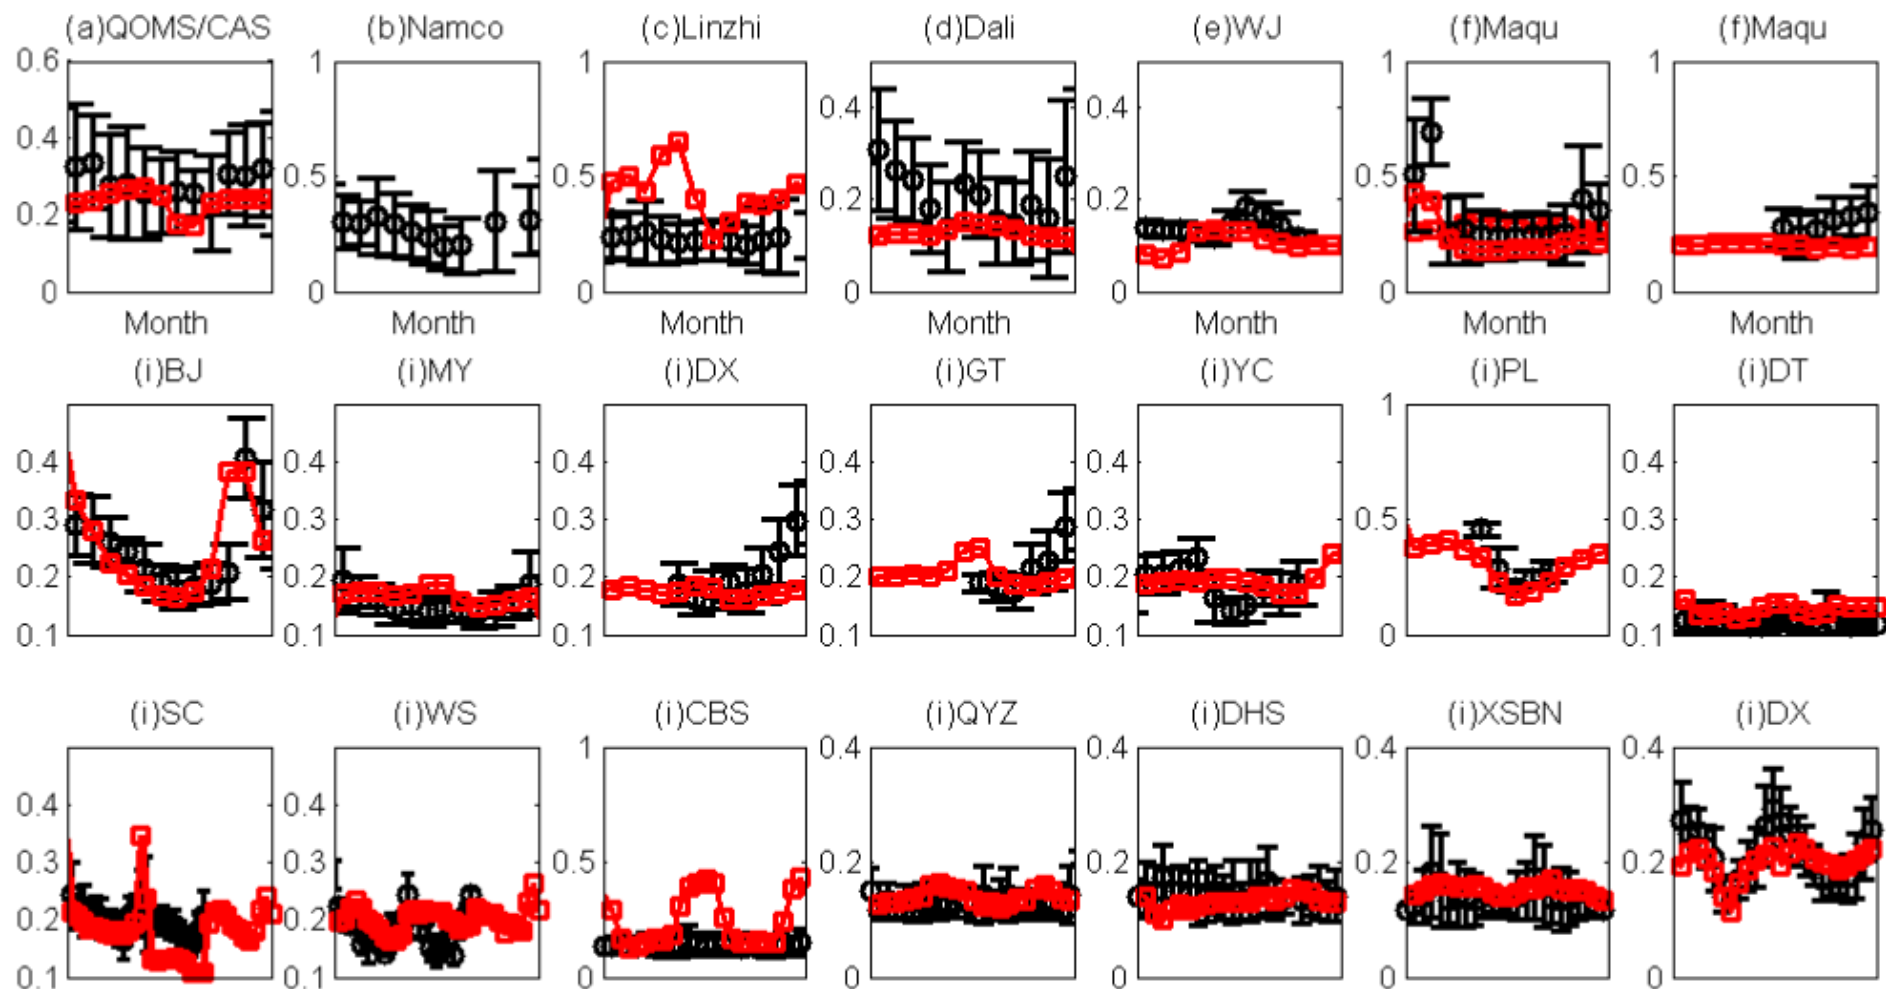 (a)QOMS/CAS (b)Namco (c)Linzhi (d)Dali (e)WJ (f)Maqu (f)Maqu
0.6 1 1 1
0.4 0.4 0.4
0.5 0.5 0.5 0.5
0.2 0.2 0.2
0 0 0 0 0 0 0
Month Month Month Month Month Month Month
(i)BJ (i)MY (i)DX (i)GT (i)YC (i)PL (i)DT
1
0.4 0.4 0.4 0.4 0.4 0.4
0.3 0.3 0.3 0.3 0.3 0.5 0.3
0.2 0.2 0.2 0.2 0.2 0.2
0.1 0.1 0.1 0.1 0.1 0 0.1
(i)SC (i)WS (i)CBS (i)QYZ (i)DHS (i)XSBN (i)DX
1 0.4 0.4 0.4 0.4
0.4 0.4
0.3 0.3 0.5 0.2 0.2 0.2 0.2
0.2 0.2
0.1 0.1 0 0 0 0 0